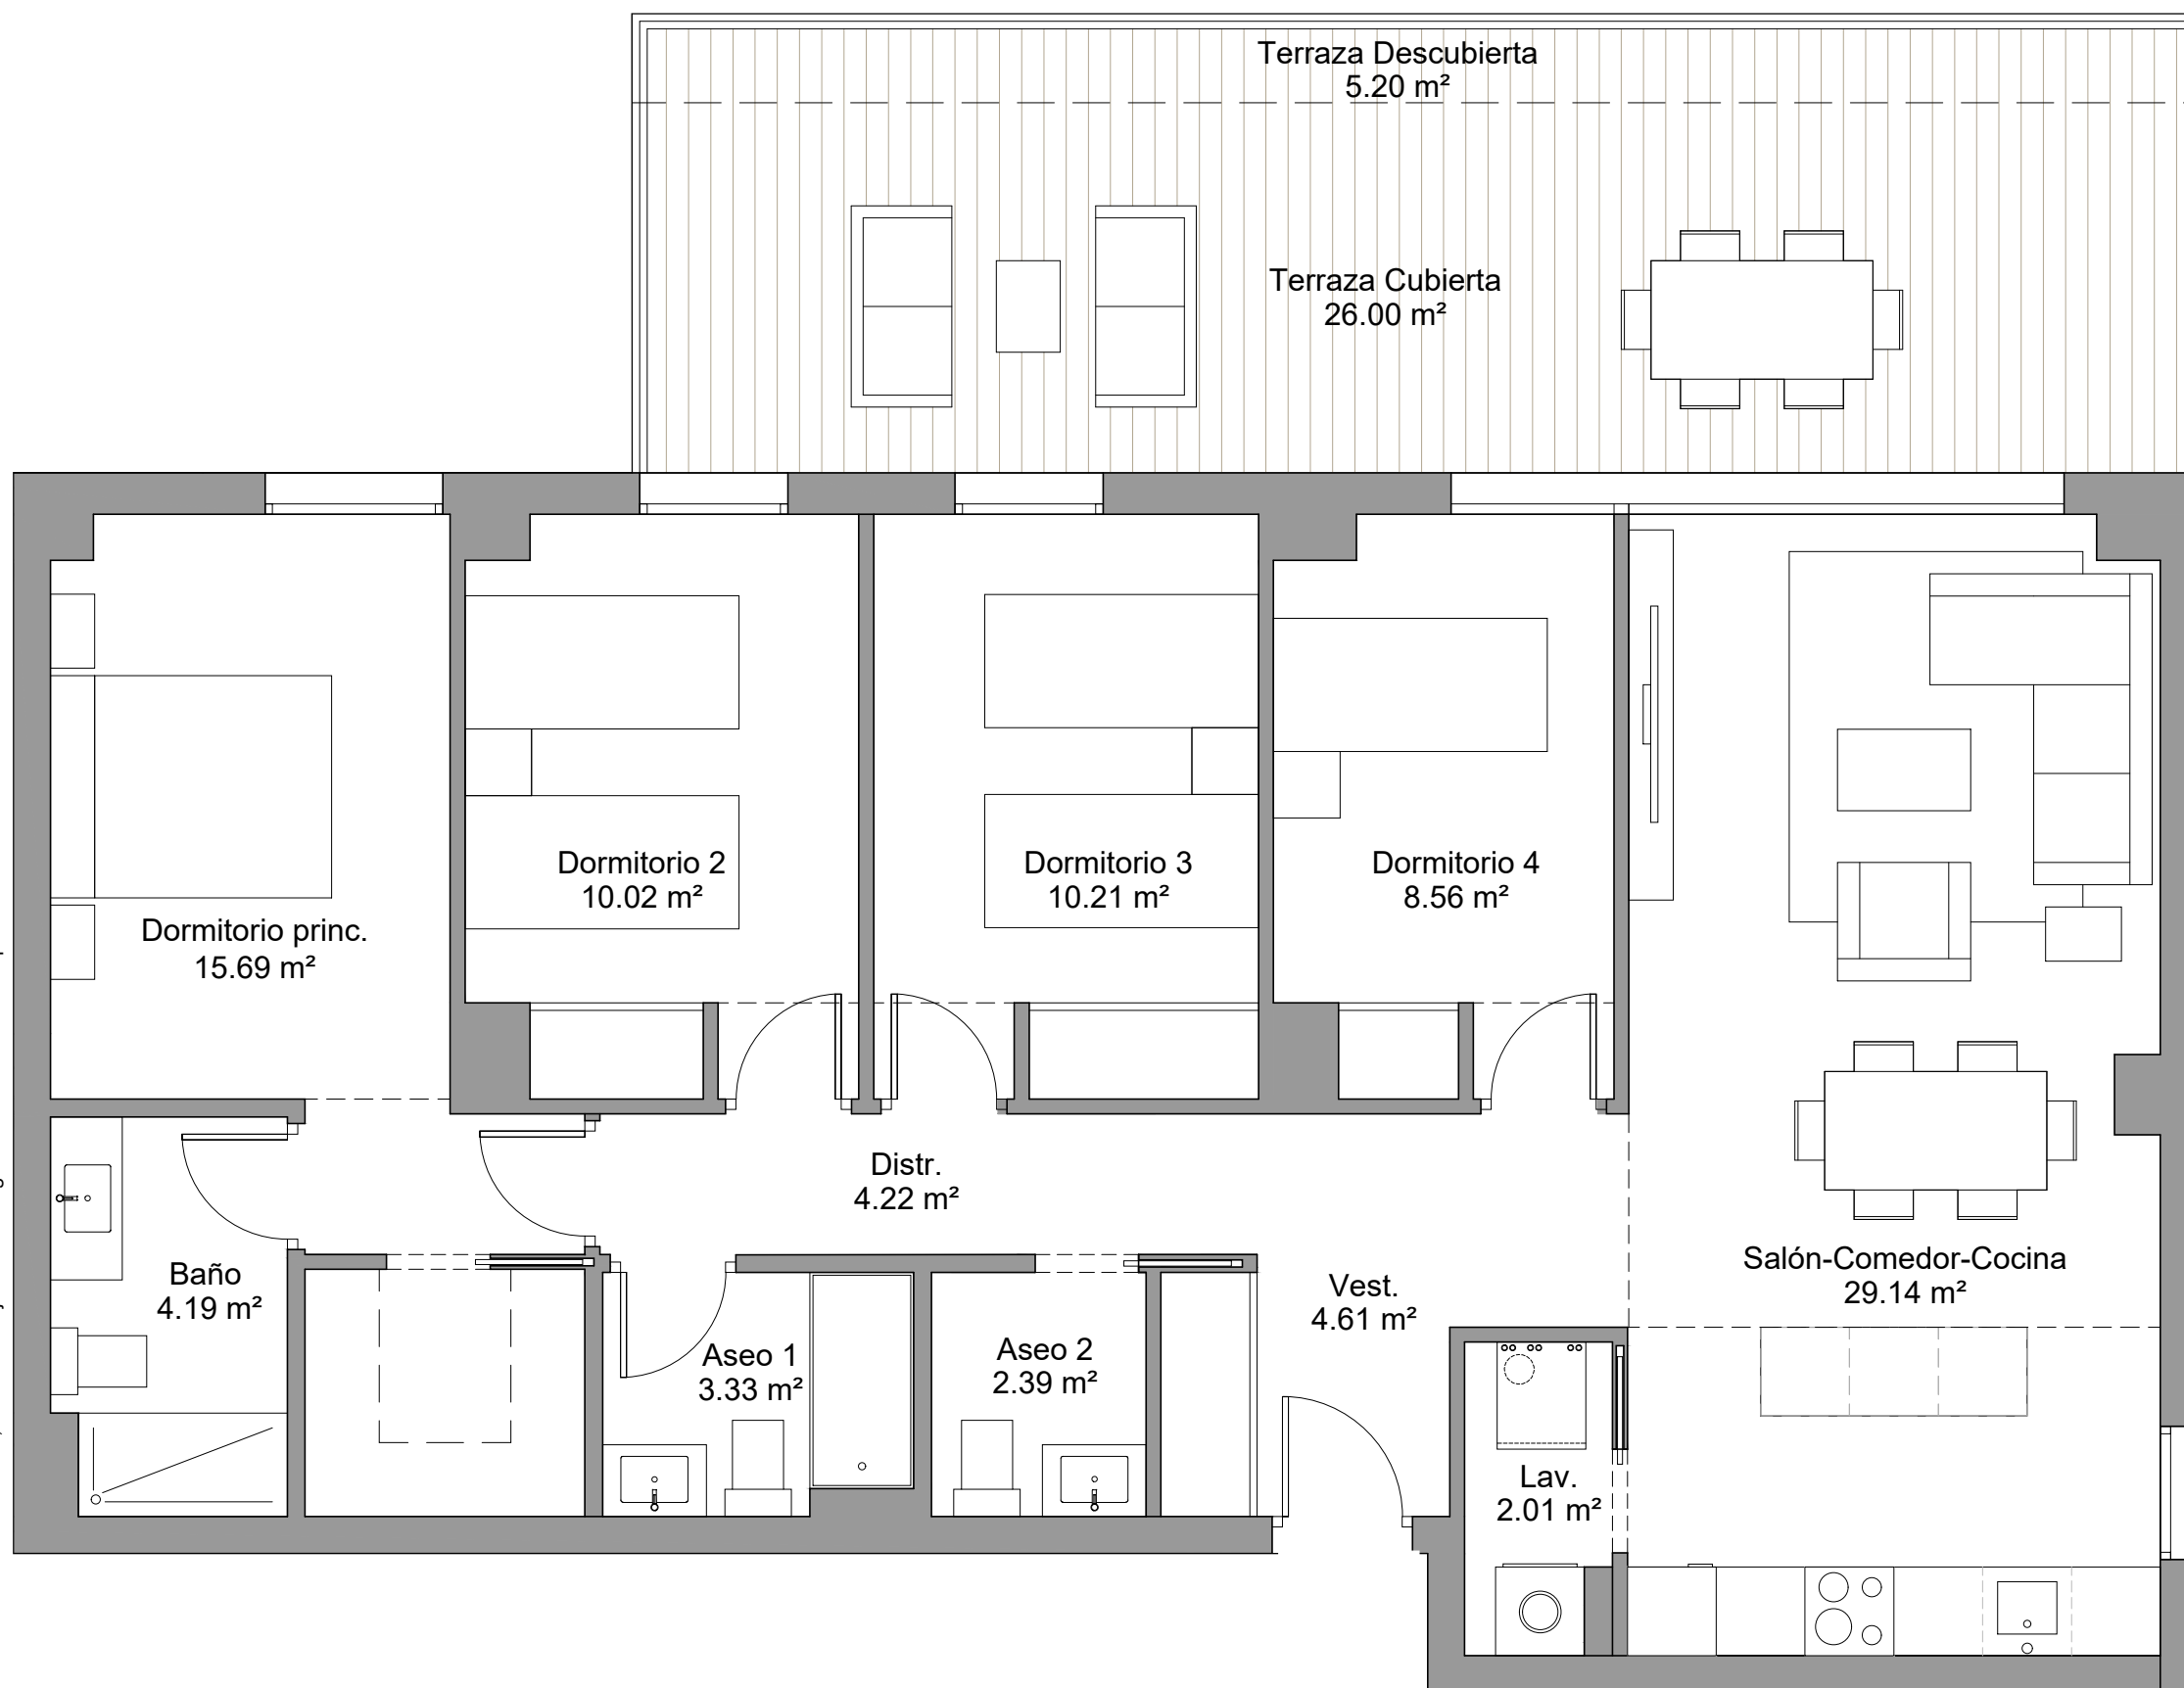 Terraza Descubierta
5.20 m²
Terraza Cubierta
26.00 m²
Dormitorio 2
10.02 m²
Dormitorio 3
10.21 m²
Dormitorio 4
8.56 m²
Dormitorio princ.
15.69 m²
Distr.
4.22 m²
Salón-Comedor-Cocina
29.14 m²
Baño
4.19 m²
Vest.
4.61 m²
Aseo 1
3.33 m²
Aseo 2
2.39 m²
Lav.
2.01 m²